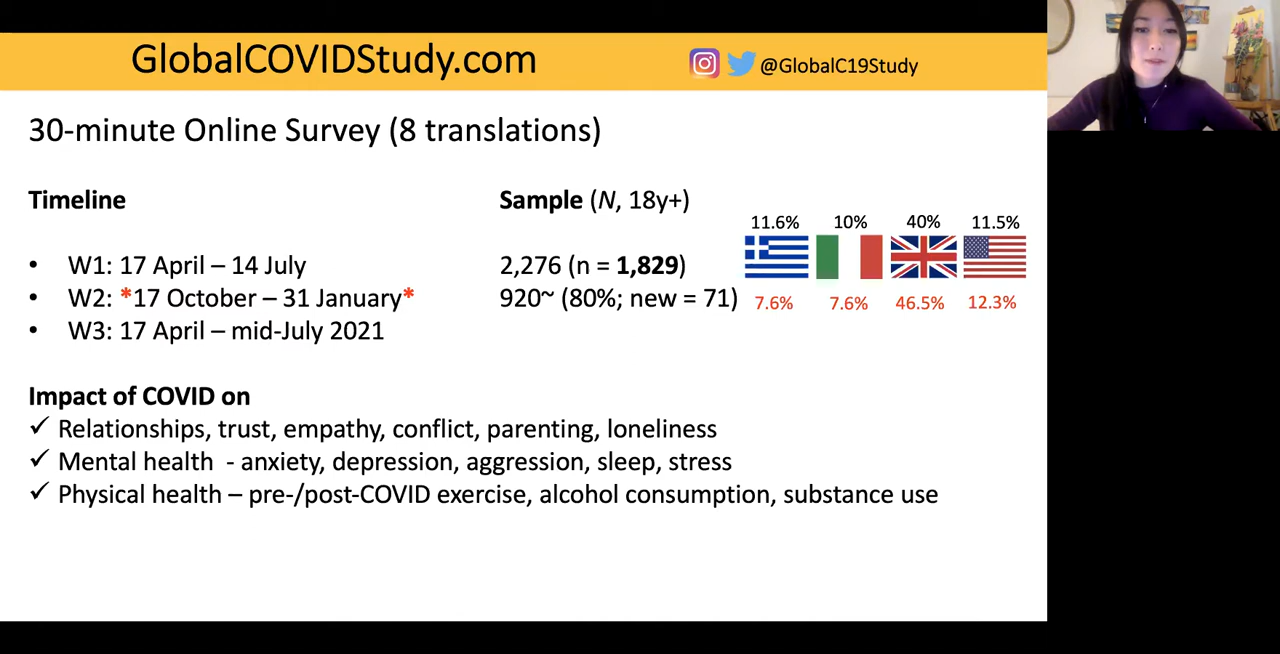 GlobalCOVIDStudy.com
@GlobalC19Study
30-minute Online Survey (8 translations)
Timeline
Sample (N, 18y+)
11.6% 10% 40% 11.5%
• W1: 17 April – 14 July
2,276 (n = 1,829)
• W2: *17 October – 31 January*
920~ (80%; new = 71)
7.6% 7.6% 46.5% 12.3%
• W3: 17 April – mid-July 2021
Impact of COVID on
✓ Relationships, trust, empathy, conflict, parenting, loneliness
✓ Mental health - anxiety, depression, aggression, sleep, stress
✓ Physical health – pre-/post-COVID exercise, alcohol consumption, substance use